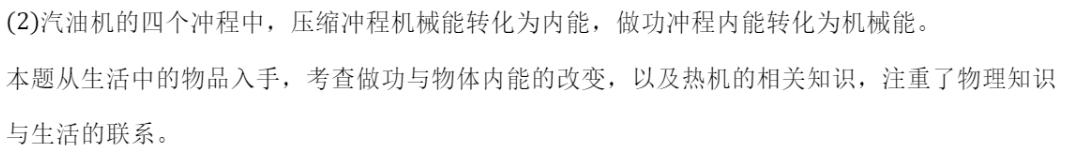 (2)汽油机的四个冲程中，压缩冲程机械能转化为内能，做功冲程内能转化为机械能。
本题从生活中的物品入手，考查做功与物体内能的改变，以及热机的相关知识，注重了物理知识
与生活的联系。